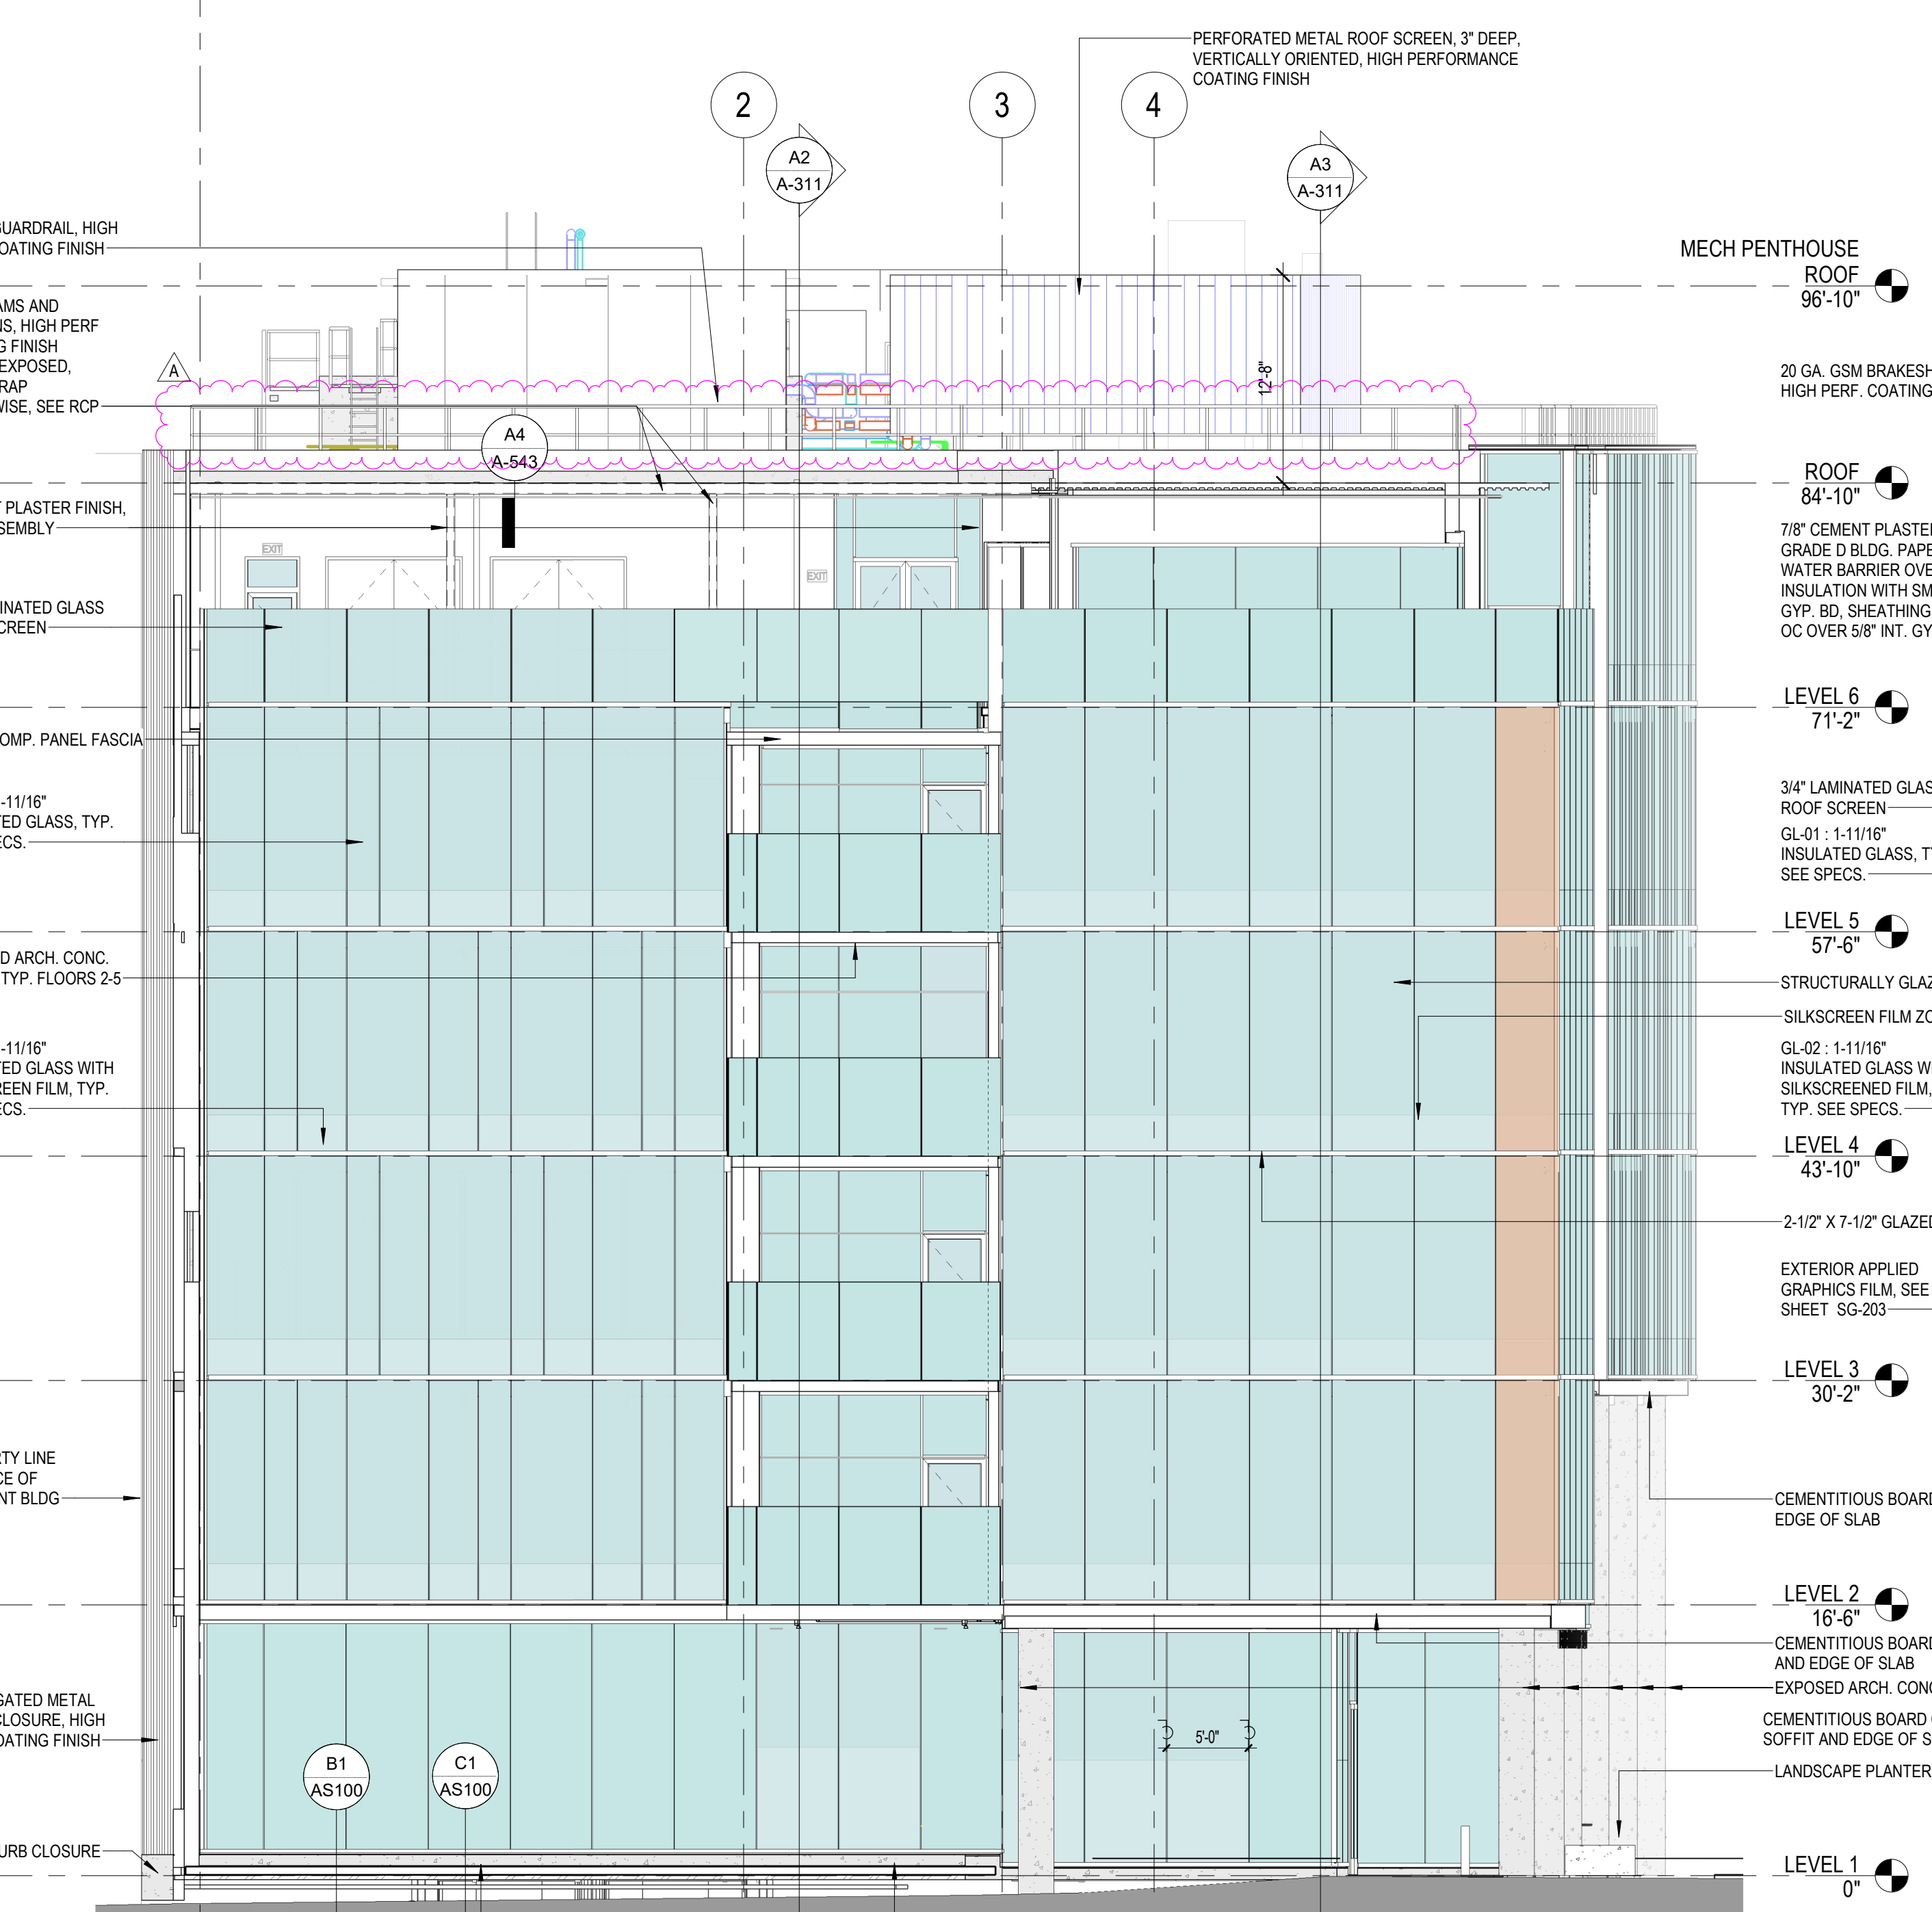 PERFORATED METAL ROOF SCREEN, 3" DEEP,
VERTICALLY ORIENTED, HIGH PERFORMANCE
COATING FINISH
2
3
4
A2
A-311
A3
A-311
GUARDRAIL, HIGH
COATING FINISH
AMS AND
NS, HIGH PERF
G FINISH
EXPOSED,
RAP
WISE, SEE RCP
A
A4
A-543
12'-8"
T PLASTER FINISH,
SEMBLY
EXIT
EXIT
MINATED GLASS
CREEN
OMP. PANEL FASCIA
-11/16"
TED GLASS, TYP.
ECS.
D ARCH. CONC.
TYP. FLOORS 2-5
-11/16"
TED GLASS WITH
REEN FILM, TYP.
ECS.
RTY LINE
CE OF
NT BLDG
GATED METAL
CLOSURE, HIGH
OATING FINISH
URB CLOSURE
B1
AS100
C1
AS100
5'-0"
MECH PENTHOUSE
ROOF
96'-10"
20 GA. GSM BRAKESH
HIGH PERF. COATING
ROOF
84'-10"
7/8" CEMENT PLASTER
GRADE D BLDG. PAPE
WATER BARRIER OVE
INSULATION WITH SM
GYP. BD, SHEATHING
OC OVER 5/8" INT. GY
LEVEL 6
71'-2"
3/4" LAMINATED GLAS
ROOF SCREEN
GL-01 : 1-11/16"
INSULATED GLASS, TY
SEE SPECS.
LEVEL 5
57'-6"
STRUCTURALLY GLAZ
SILKSCREEN FILM ZO
GL-02 : 1-11/16"
INSULATED GLASS W
SILKSCREENED FILM,
TYP. SEE SPECS.
LEVEL 4
43'-10"
2-1/2" X 7-1/2" GLAZED
EXTERIOR APPLIED
GRAPHICS FILM, SEE
SHEET SG-203
LEVEL 3
30'-2"
CEMENTITIOUS BOARD
EDGE OF SLAB
LEVEL 2
16'-6"
CEMENTITIOUS BOARD
AND EDGE OF SLAB
EXPOSED ARCH. CONC
CEMENTITIOUS BOARD
SOFFIT AND EDGE OF S
LANDSCAPE PLANTER
LEVEL 1
0"